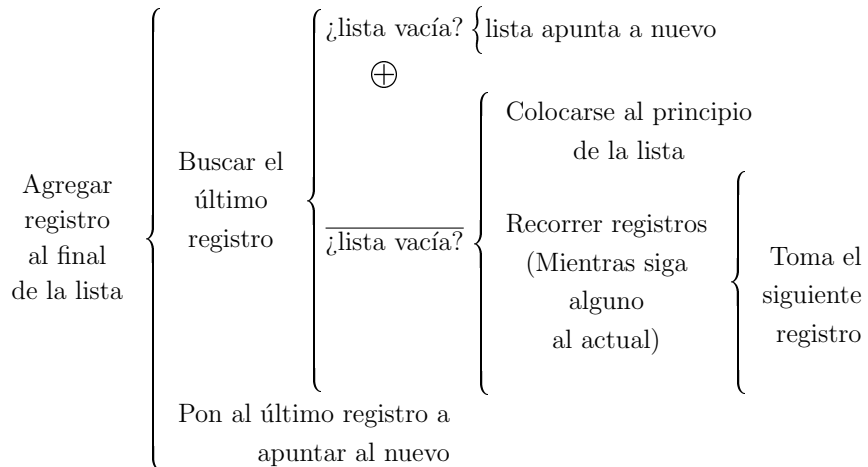 ¿lista vacía? {lista apunta a nuevo
⊕
Colocarse al principio
de la lista
Buscar el
último
registro
Agregar
registro
al final
de la lista
¿lista vacía?
Recorrer registros
(Mientras siga
alguno
al actual)
Toma el
siguiente
registro
Pon al último registro a
apuntar al nuevo